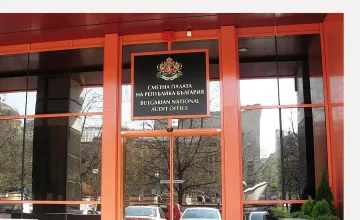 СМЕТНА ПАЛАТА
НА РЕПУБЛИКА БЪЛГАРИЯ
BULGARIAN NATIONAL
AUDIT OFFICE